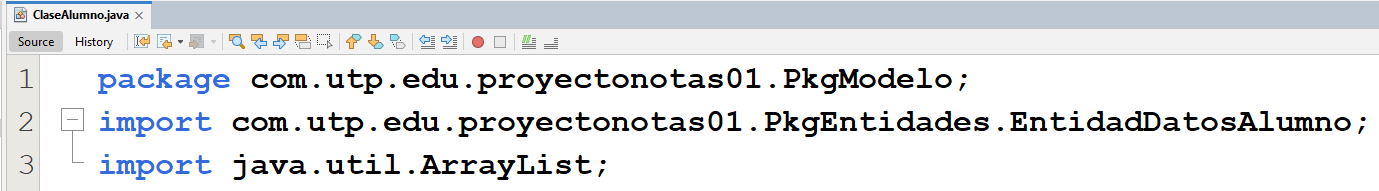 ClaseAlumno.java
Source History
1 package com.utp.edu.proyectonotas01.PkgModelo;
2 import com.utp.edu.proyectonotas01.PkgEntidades.EntidadDatosAlumno;
3 import java.util.ArrayList;